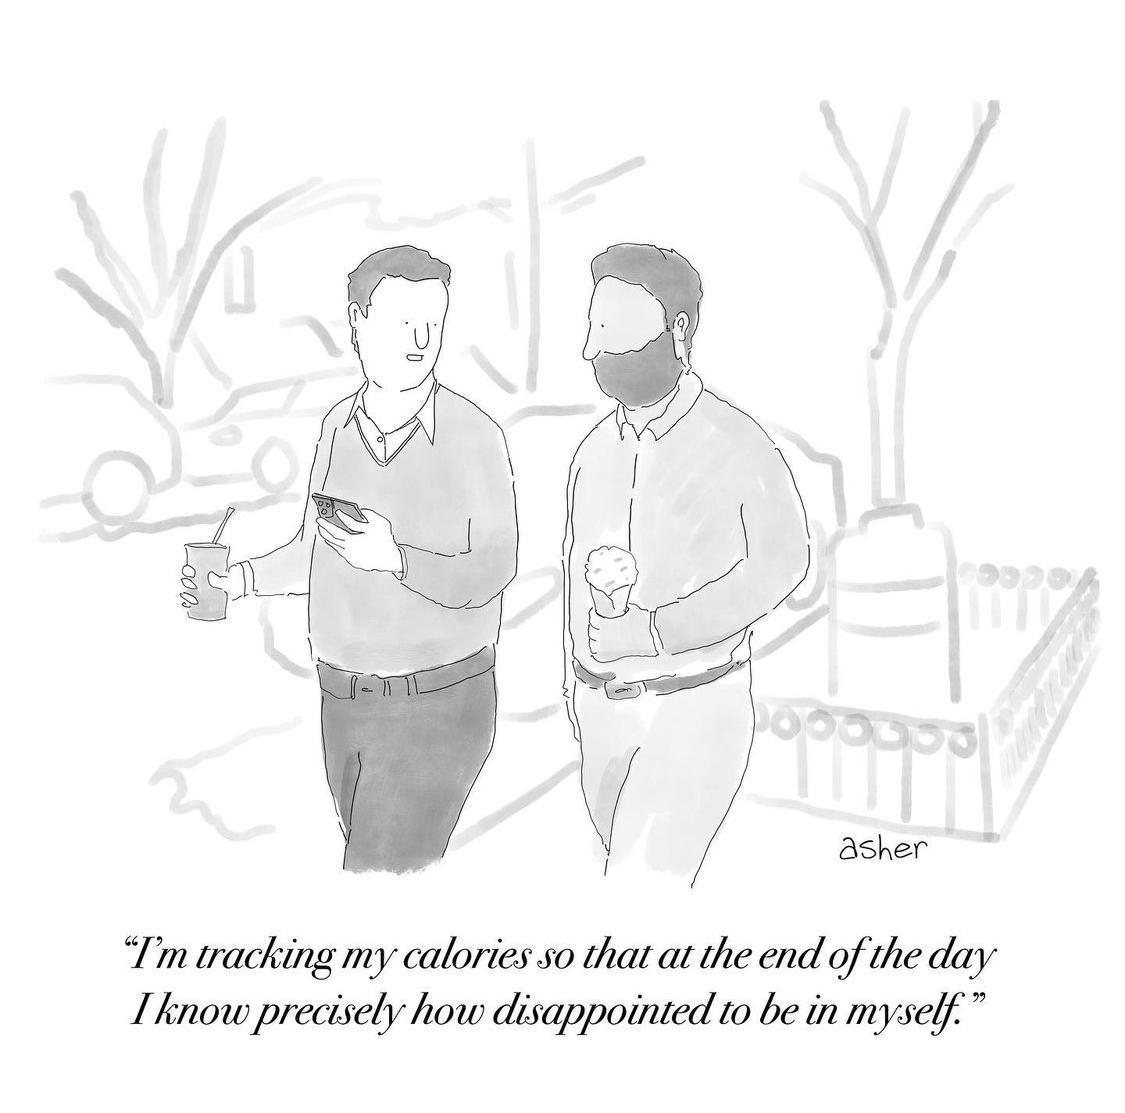 asher
“I’m tracking my calories so that at the end of the day
I know precisely how disappointed to be in myself.”